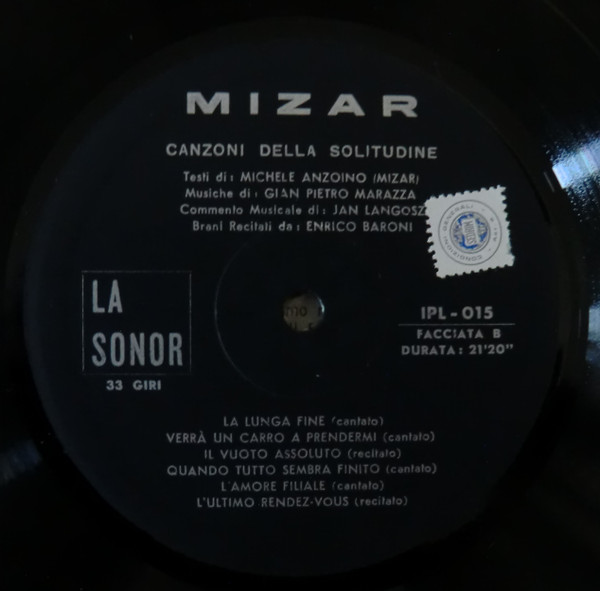 MIZAR
CANZONI DELLA SOLITUDINE
Testi di: MICHELE ANZOINO (MIZAR)
Musiche di: GIAN PIETRO MARAZZA
Commento Musicale di: JAN LANGOSZ
Brani Recitati da: ENRICO BARONI
LA
SONOR
33 GIRI
IPL-015
FACCIATA B
DURATA: 21'20"
LA LUNGA FINE (cantato)
VERRÀ UN CARRO A PRENDERMI (cantato)
IL VUOTO ASSOLUTO (recitato)
QUANDO TUTTO SEMBRA FINITO (cantato)
L'AMORE FILIALE (cantato)
L'ULTIMO RENDEZ-VOUS (recitato)